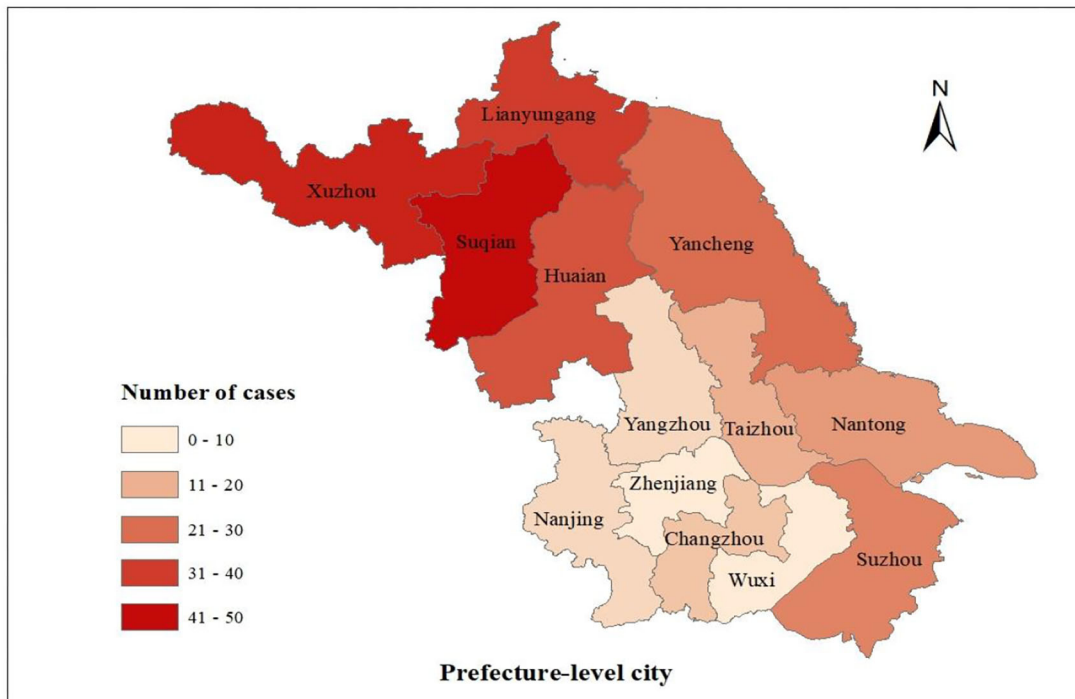 N
Lianyungang
Xuzhou
Suqian
Yancheng
Huaian
Number of cases
0 - 10
11 - 20
21 - 30
31 - 40
41 - 50
Yangzhou
Taizhou
Nantong
Zhenjiang
Nanjing
Changzhou
Wuxi
Suzhou
Prefecture-level city